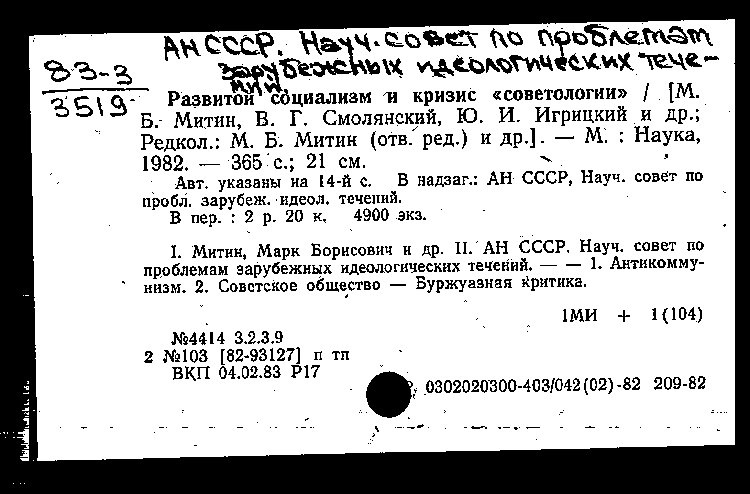 АН СССР. Науч. совет по проблемам
зарубежных идеологических тече-
ний.
83-3
3519
Развитой социализм и кризис «советологии» / [М.
Б. Митин, В. Г. Смолянский, Ю. И. Игрицкий и др.;
Редкол.: М. Б. Митин (отв. ред.) и др.]. — М. : Наука,
1982. — 365 с.; 21 см.
Авт. указаны на 14-й с. В надзаг.: АН СССР, Науч. совет по
пробл. зарубеж. идеол. течений.
В пер. : 2 р. 20 к. 4900 экз.
I. Митин, Марк Борисович и др. II. АН СССР. Науч. совет по
проблемам зарубежных идеологических течений. — — 1. Антикомму-
низм. 2. Советское общество — Буржуазная критика.
1МИ + 1(104)
№4414 3.2.3.9
2 №103 [82-93127] п тп
ВКП 04.02.83 Р17
0302020300-403/042(02)-82 209-82